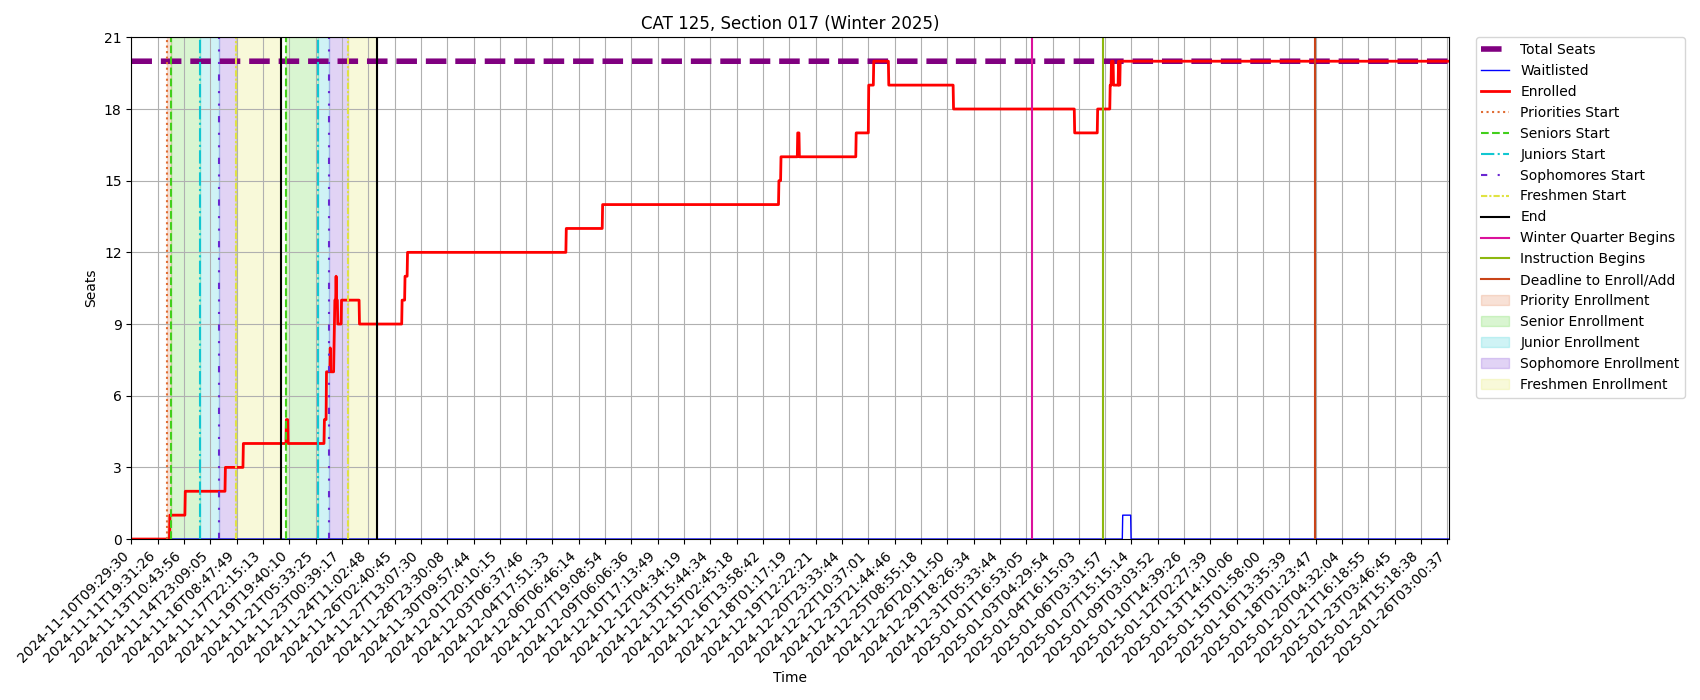 CAT 125, Section 017 (Winter 2025)
21
18
15
12
9
6
3
0
Seats
2024-11-10T09:29:30
2024-11-11T19:31:26
2024-11-13T10:43:56
2024-11-14T23:09:05
2024-11-16T08:47:49
2024-11-17T22:15:13
2024-11-19T19:40:10
2024-11-21T05:33:25
2024-11-23T00:39:17
2024-11-24T11:02:48
2024-11-26T02:40:45
2024-11-27T13:07:30
2024-11-28T23:30:08
2024-11-30T09:57:44
2024-12-01T20:10:15
2024-12-03T06:37:46
2024-12-04T17:51:33
2024-12-06T06:46:14
2024-12-07T19:08:54
2024-12-09T06:06:36
2024-12-10T17:13:49
2024-12-12T04:34:19
2024-12-13T15:44:34
2024-12-15T02:45:18
2024-12-16T13:58:42
2024-12-18T01:17:19
2024-12-19T12:22:21
2024-12-20T23:33:44
2024-12-22T10:37:01
2024-12-23T21:44:46
2024-12-25T08:55:18
2024-12-26T20:11:50
2024-12-29T18:26:34
2024-12-31T05:33:44
2025-01-01T16:53:05
2025-01-03T04:29:54
2025-01-04T16:15:03
2025-01-06T03:31:57
2025-01-07T15:15:14
2025-01-09T03:03:52
2025-01-10T14:39:26
2025-01-12T02:27:39
2025-01-13T14:10:06
2025-01-15T01:58:00
2025-01-16T13:35:39
2025-01-18T01:23:47
2025-01-20T04:32:04
2025-01-21T16:18:55
2025-01-23T03:46:45
2025-01-24T15:18:38
2025-01-26T03:00:37
Time
Total Seats
Waitlisted
Enrolled
Priorities Start
Seniors Start
Juniors Start
Sophomores Start
Freshmen Start
End
Winter Quarter Begins
Instruction Begins
Deadline to Enroll/Add
Priority Enrollment
Senior Enrollment
Junior Enrollment
Sophomore Enrollment
Freshmen Enrollment